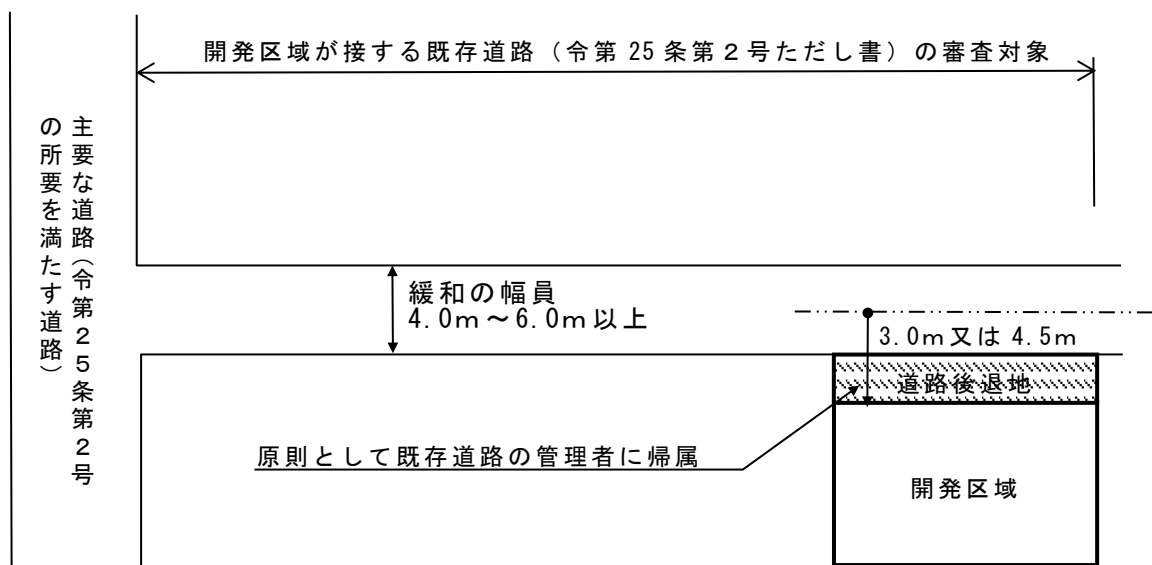 開発区域が接する既存道路（令第25条第２号ただし書）の審査対象
主要な道路（令第２５条第２号
の所要を満たす道路）
緩和の幅員
4.0ｍ～6.0ｍ以上
3.0ｍ又は4.5ｍ
道路後退地
原則として既存道路の管理者に帰属
開発区域